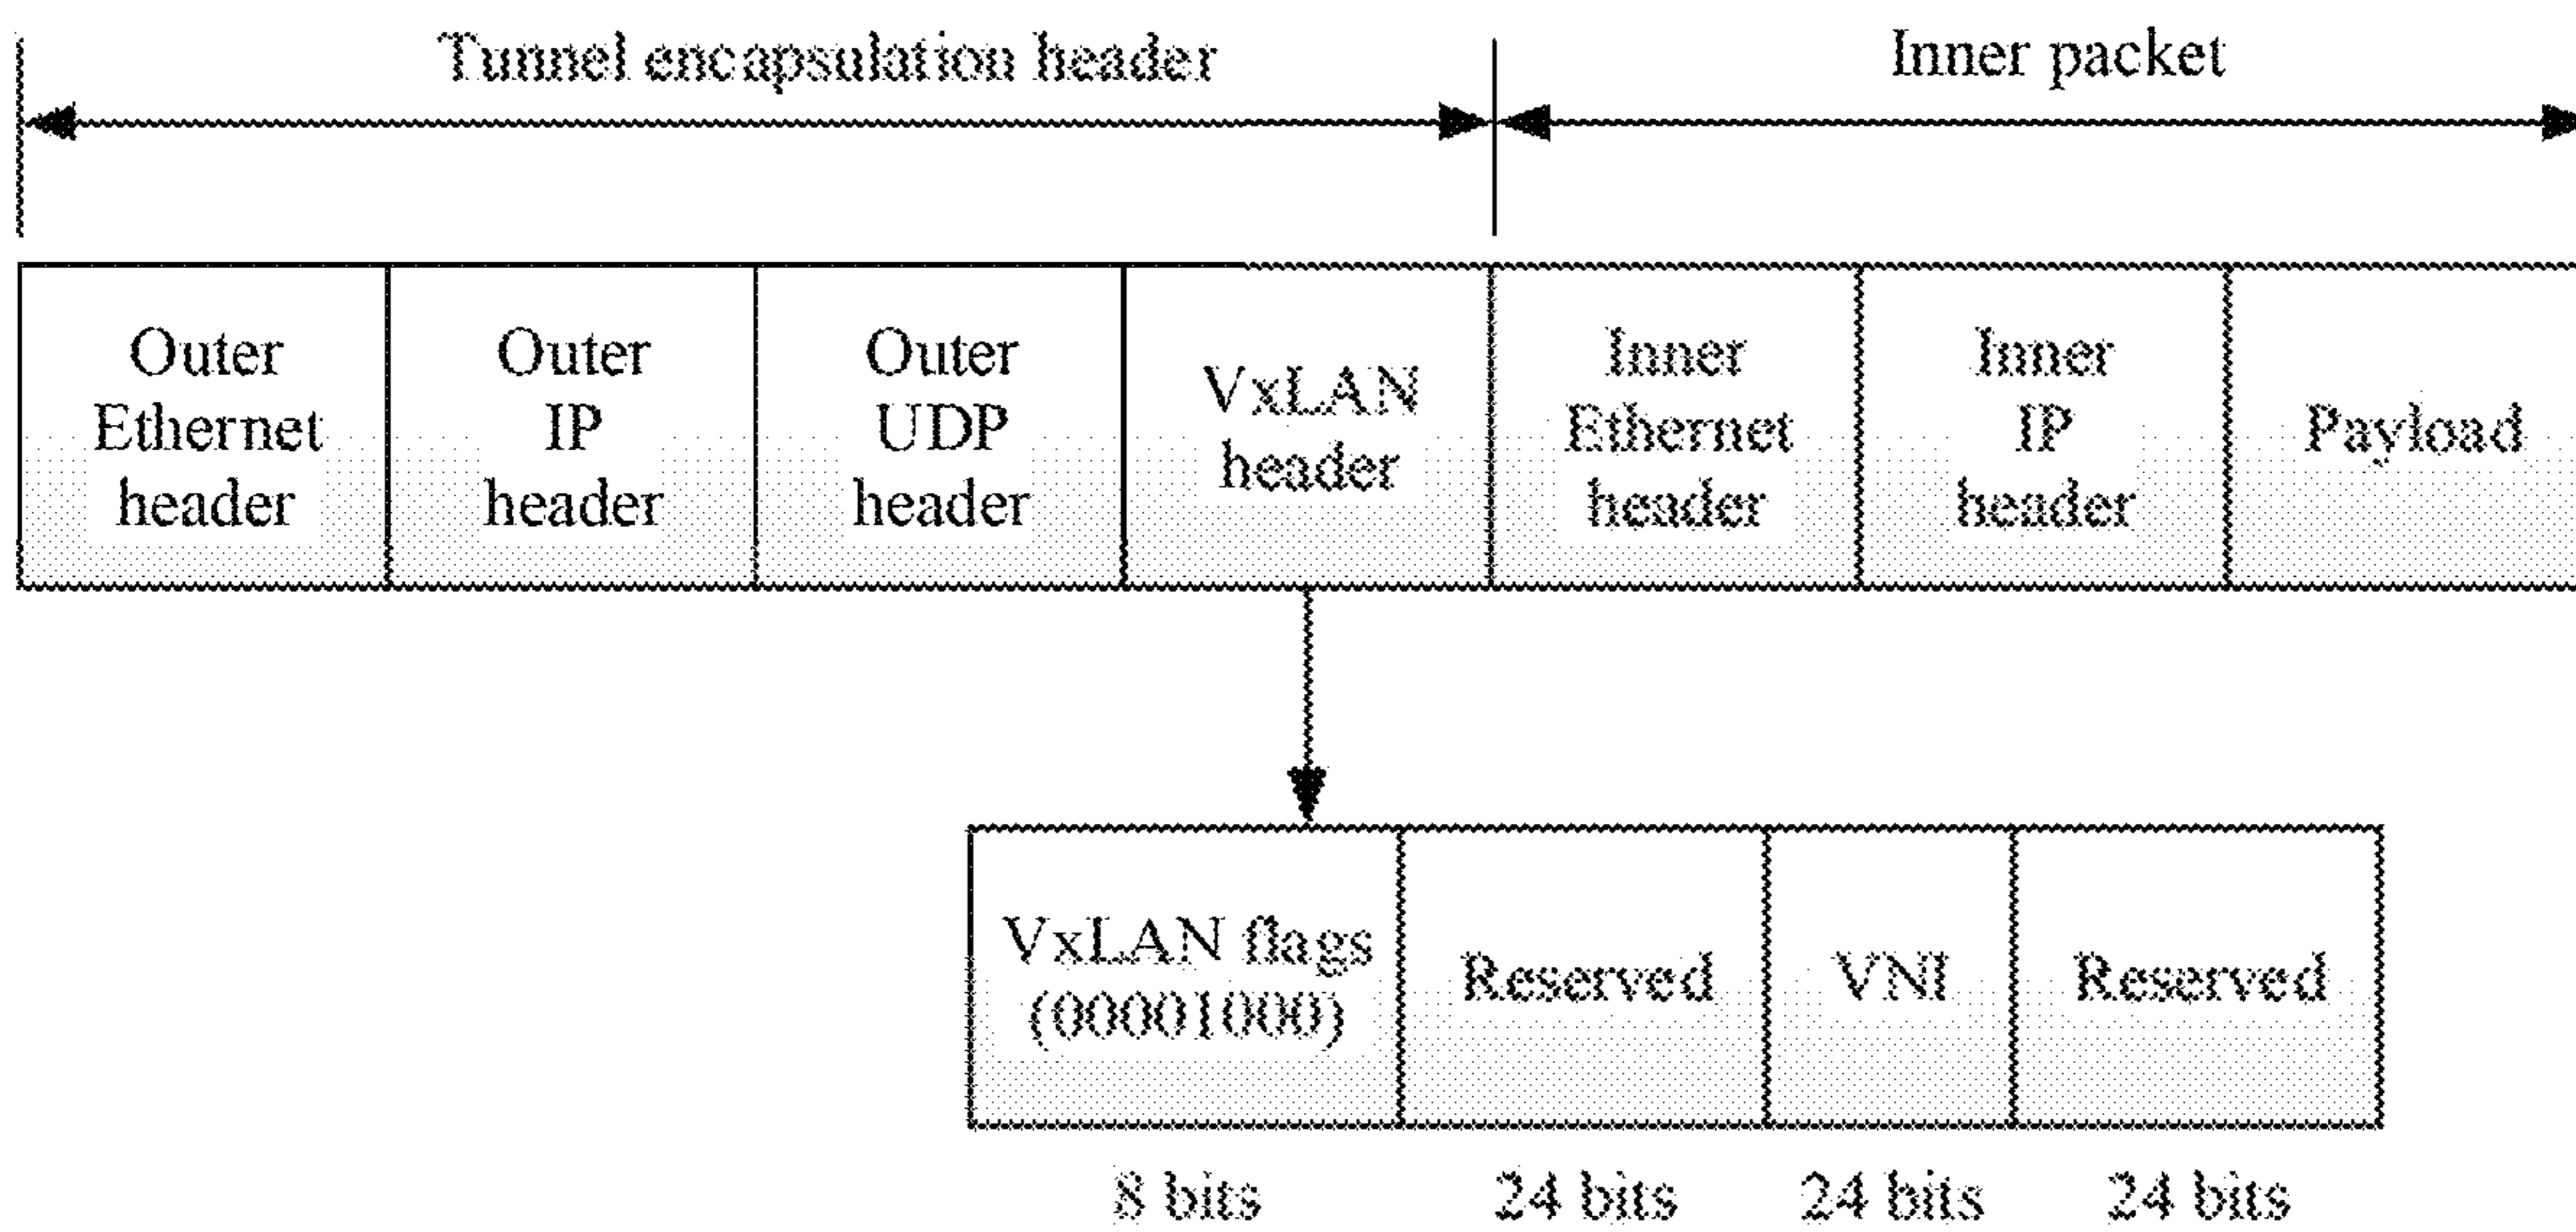 Tunnel encapsulation header
Inner packet
Outer
Ethernet
header
Outer
IP
header
Outer
UDP
header
VxLAN
header
Inner
Ethernet
header
Inner
IP
header
Payload
VxLAN flags
(00001000)
Reserved
VNI
Reserved
8 bits
24 bits
24 bits
24 bits